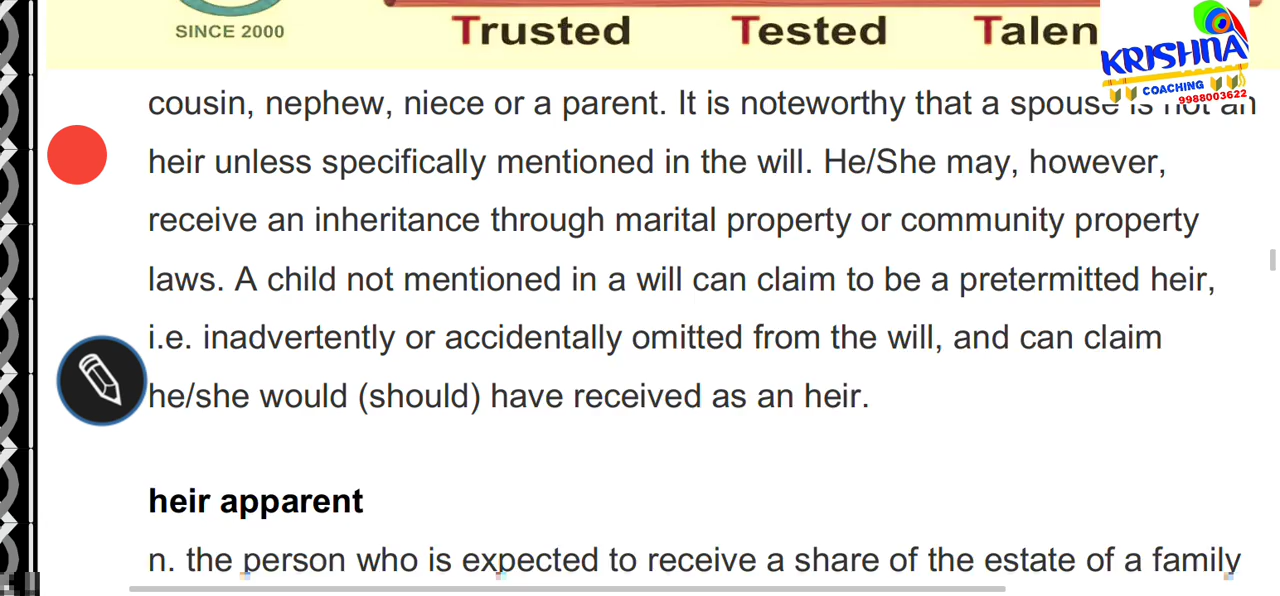 SINCE 2000
Trusted Tested Talen
KRISHNA
COACHING
9988003622
cousin, nephew, niece or a parent. It is noteworthy that a spouse is not an
heir unless specifically mentioned in the will. He/She may, however,
receive an inheritance through marital property or community property
laws. A child not mentioned in a will can claim to be a pretermitted heir,
i.e. inadvertently or accidentally omitted from the will, and can claim
he/she would (should) have received as an heir.
heir apparent
n. the person who is expected to receive a share of the estate of a family